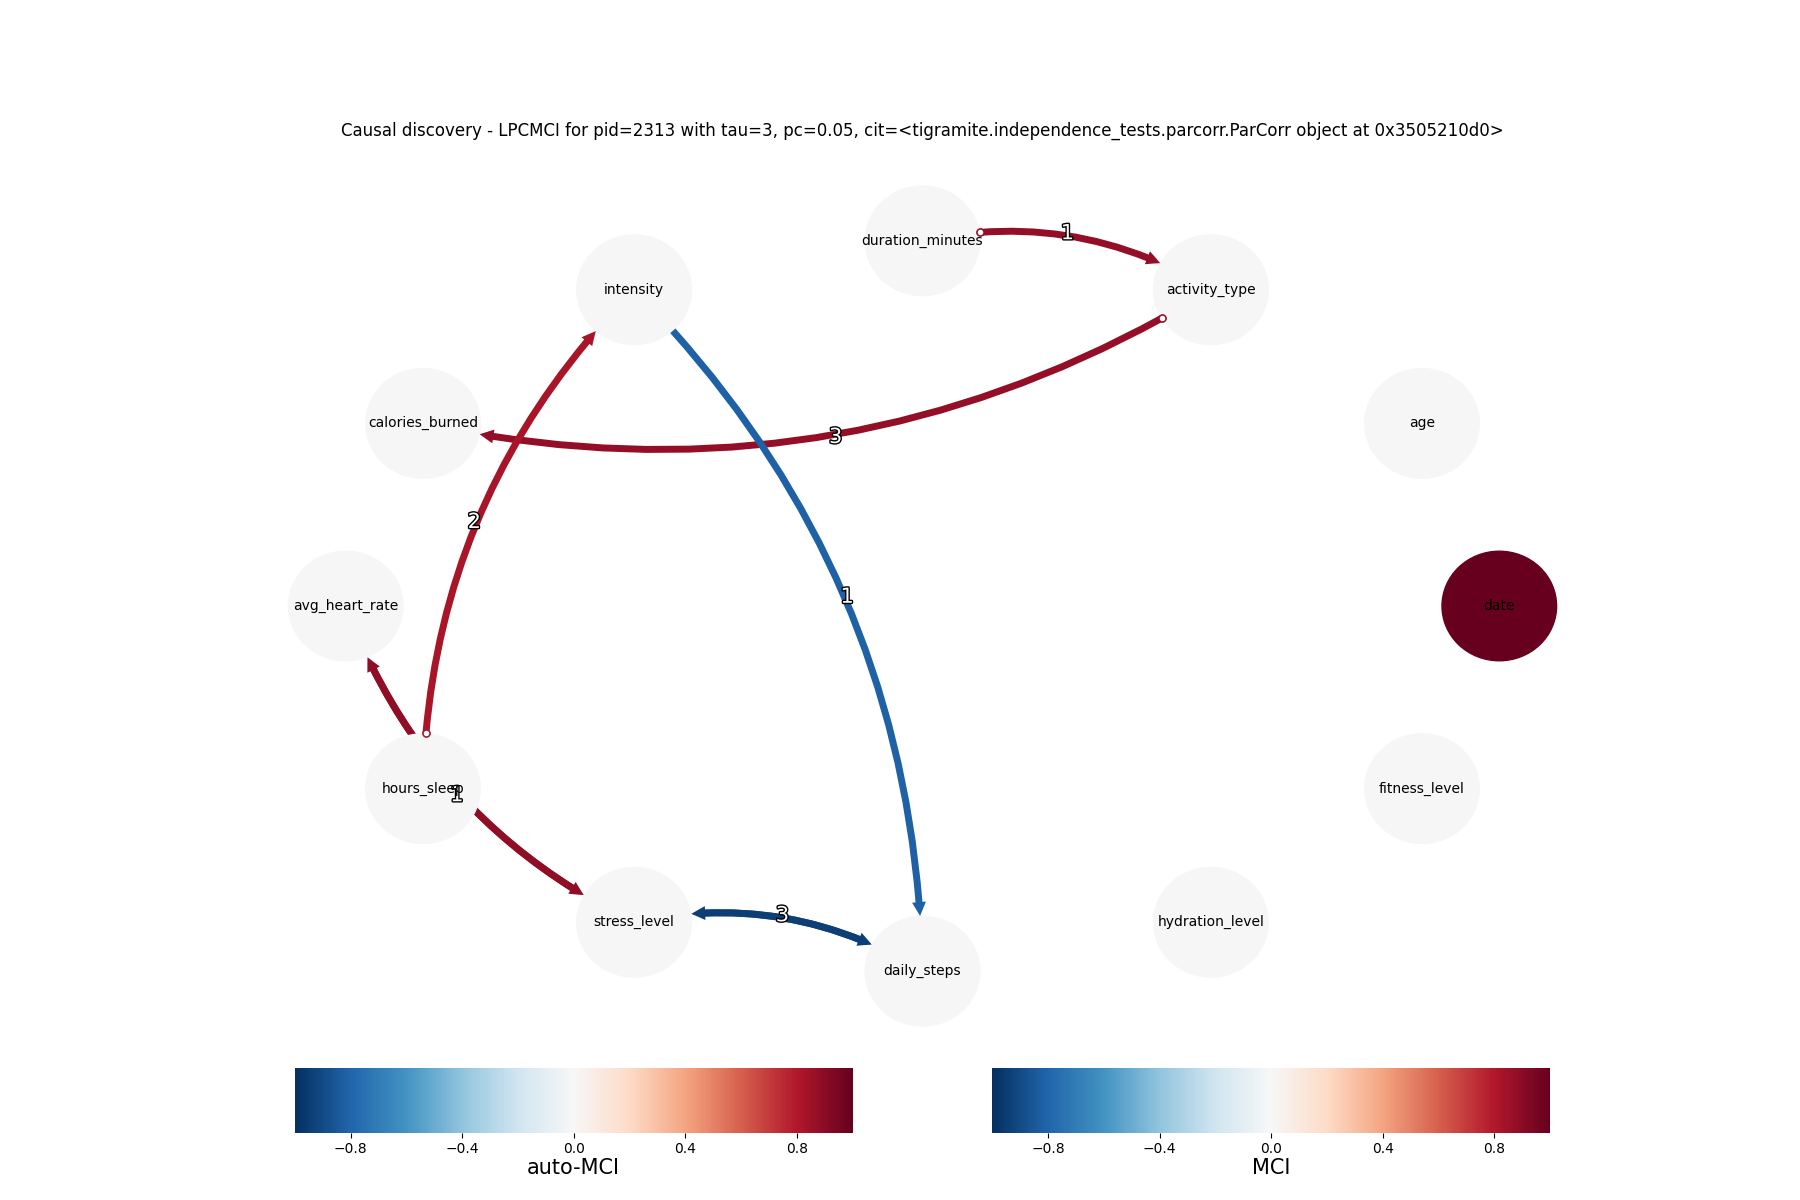 Causal discovery - LPCMCI for pid=2313 with tau=3, pc=0.05, cit=<tigramite.independence_tests.parcorr.ParCorr object at 0x3505210d0>
duration_minutes
1
intensity
activity_type
calories_burned
3
age
2
1
avg_heart_rate
date
hours_sleep
1
fitness_level
stress_level
3
hydration_level
daily_steps
−0.8 −0.4 0.0 0.4 0.8
auto-MCI
−0.8 −0.4 0.0 0.4 0.8
MCI